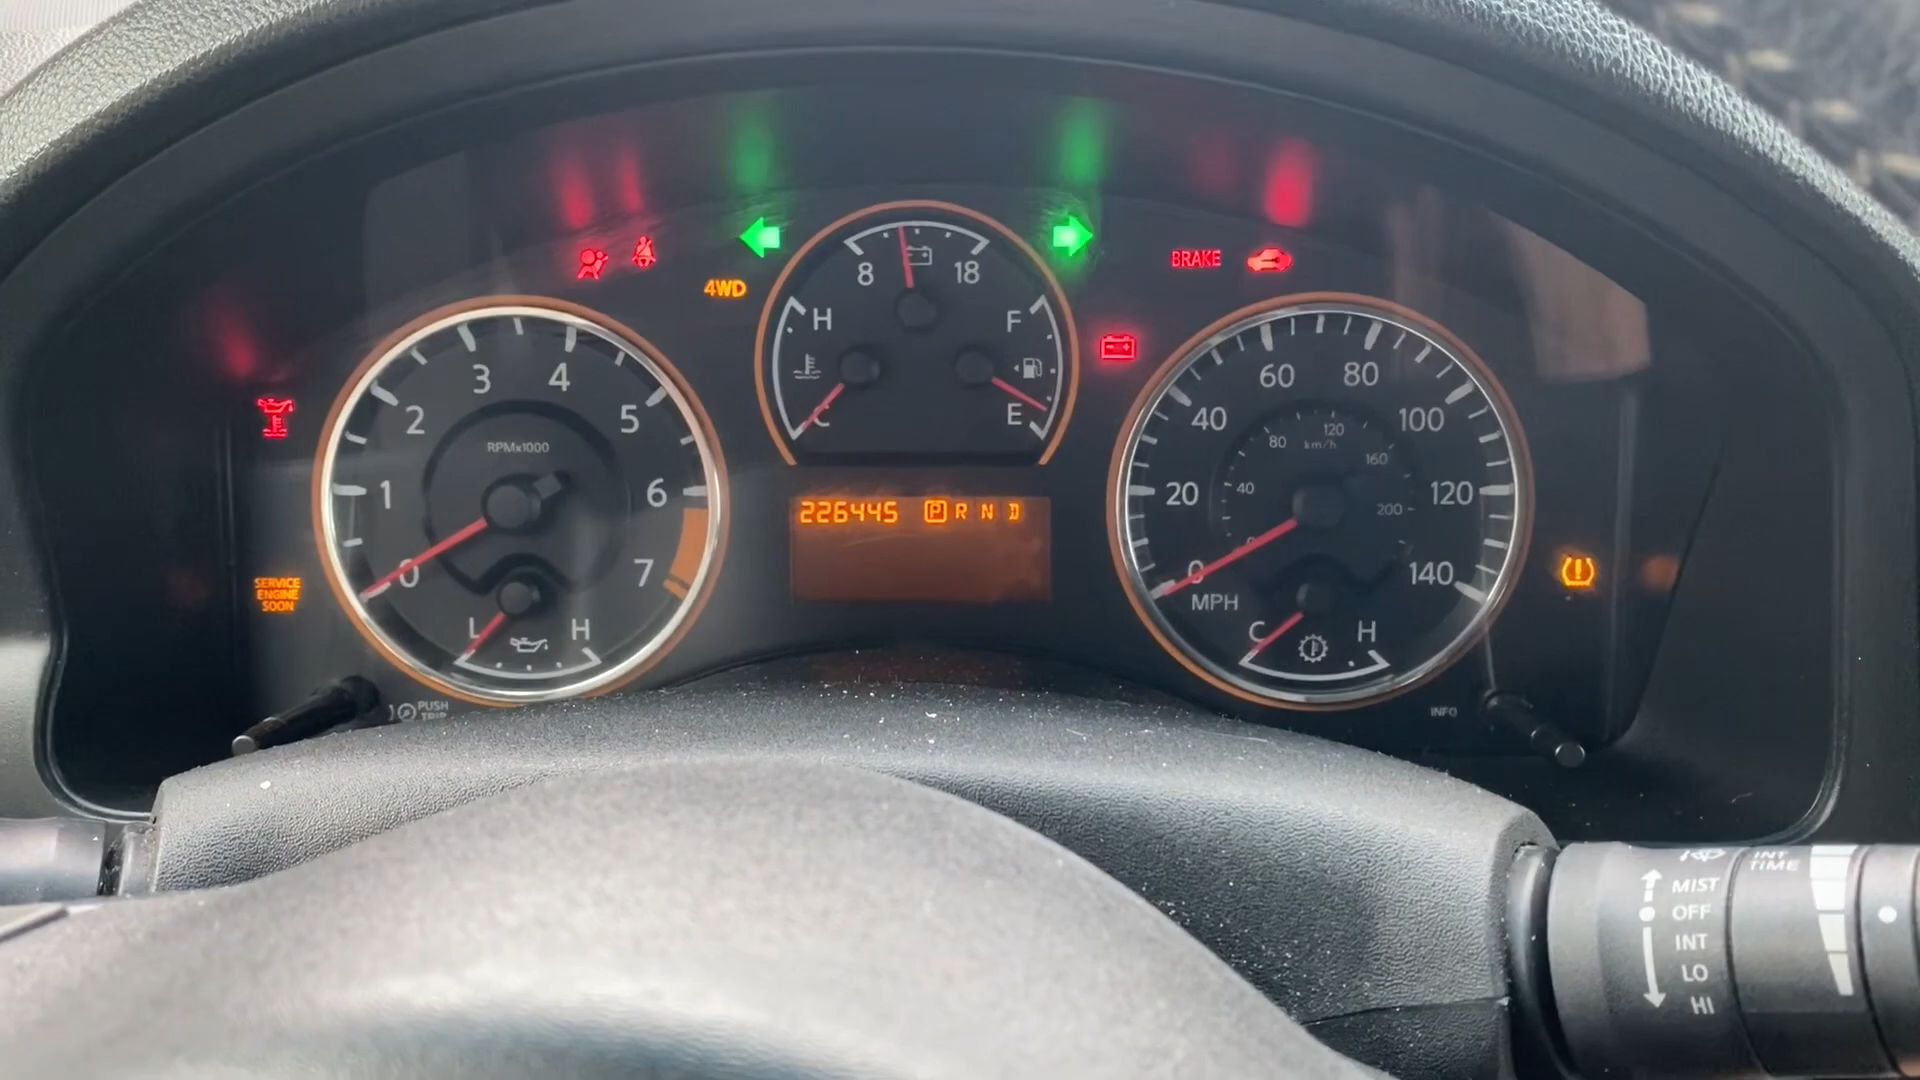 4WD
BRAKE
8 18
H F
C E
3 4
2 5
RPMx1000
1 6
0 7
L H
SERVICE
ENGINE
SOON
226445 P R N D
60 80
40 100
80 120
km/h
160
20 40 120
200
0 0 140
MPH
C H
PUSH
TRIP
INFO
INT
TIME
MIST
OFF
INT
LO
HI